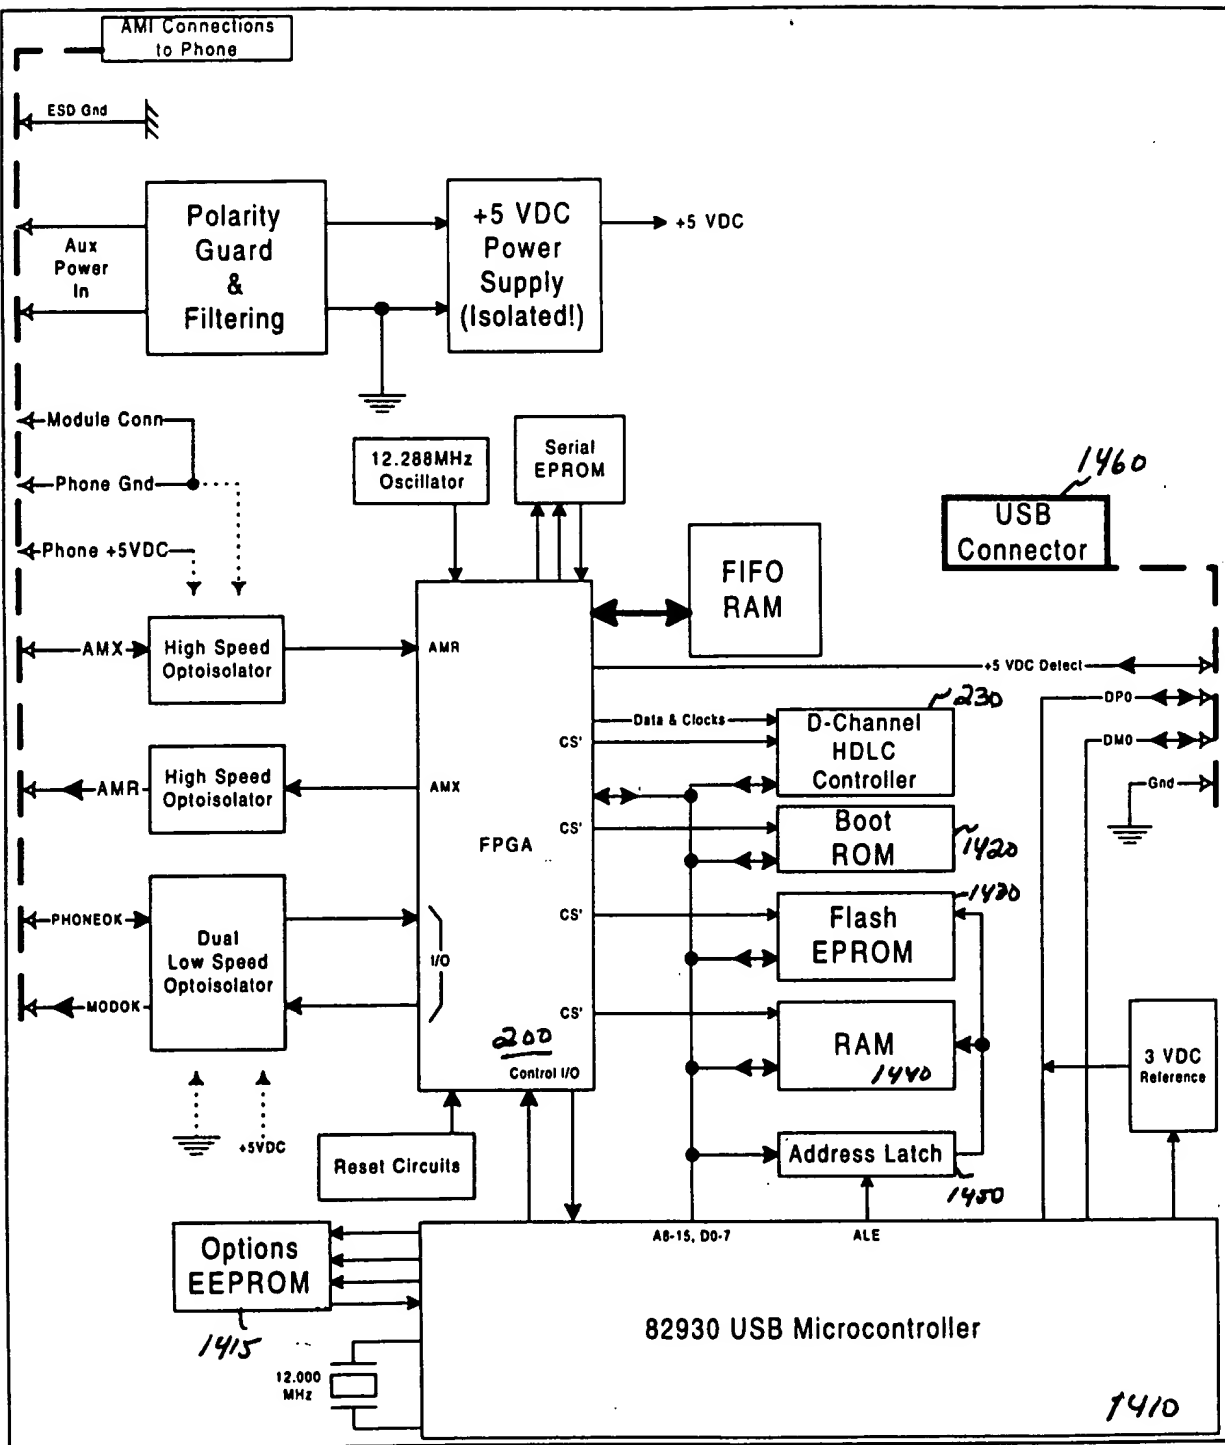 AMI Connections
to Phone
ESD Gnd
Polarity
Guard
&
Filtering
+5 VDC
Power
Supply
(Isolated!)
+5 VDC
Aux
Power
In
Module Conn
Phone Gnd
Phone +5VDC
12.288MHz
Oscillator
Serial
EPROM
1460
USB
Connector
FIFO
RAM
AMX
High Speed
Optoisolator
AMR
+5 VDC Detect
230
DP0
Data & Clocks
D-Channel
HDLC
Controller
CS'
DM0
AMR
High Speed
Optoisolator
AMX
Gnd
FPGA
CS'
Boot
ROM
1420
1430
PHONEOK
Dual
Low Speed
Optoisolator
I/O
CS'
Flash
EPROM
MODOK
CS'
RAM
1440
200
Control I/O
3 VDC
Reference
+5VDC
Reset Circuits
Address Latch
1450
A8-15, D0-7
ALE
Options
EEPROM
1415
82930 USB Microcontroller
12.000
MHz
1410